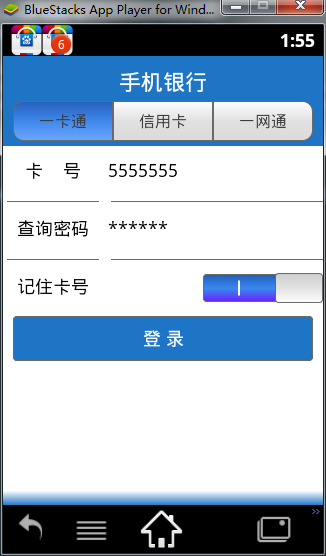 BlueStacks App Player for Wind...
6
1:55
手机银行
一卡通 信用卡 一网通
卡 号 5555555
查询密码 ******
记住卡号
登 录